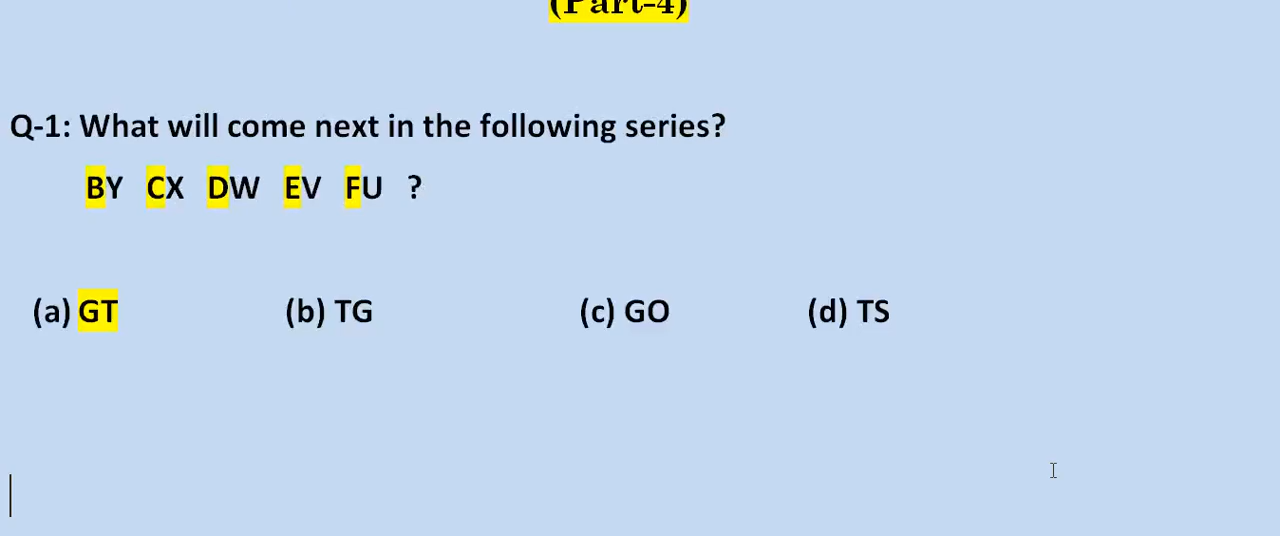 (Part-4)
Q-1: What will come next in the following series?
BY CX DW EV FU ?
(a) GT (b) TG (c) GO (d) TS